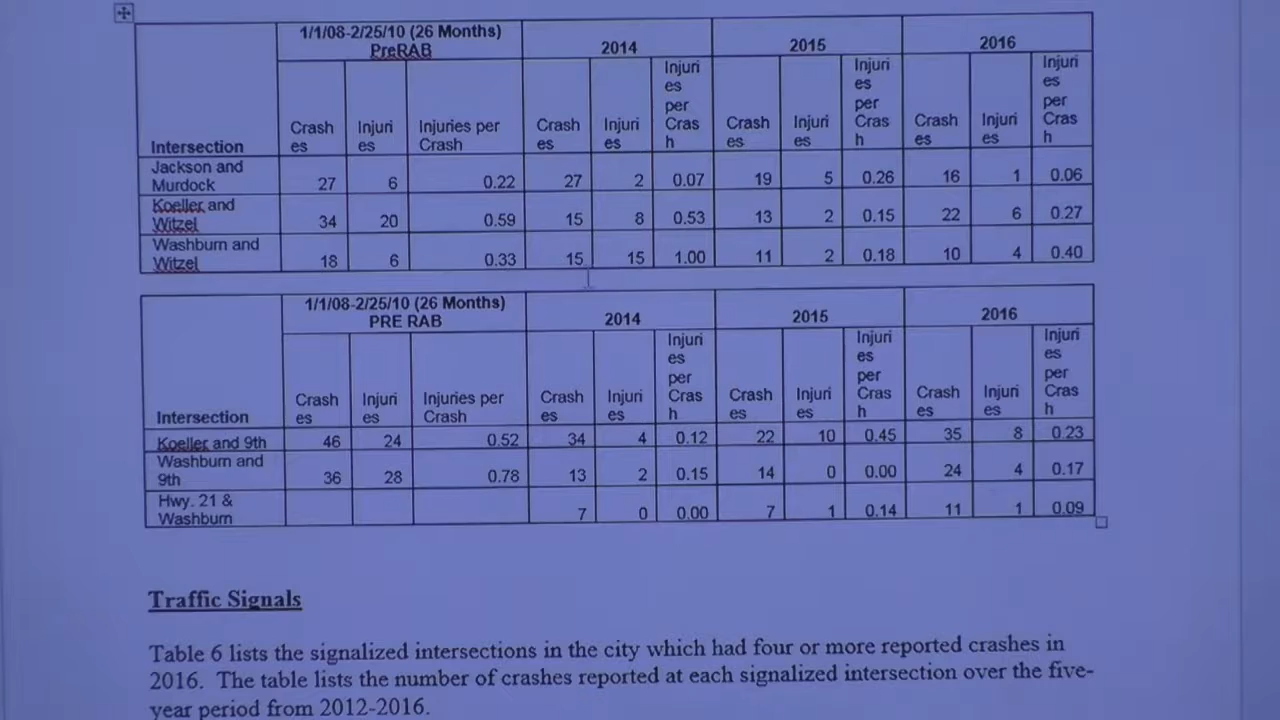 1/1/08-2/25/10 (26 Months)
PreRAB 2014 2015 2016
Intersection Crash es Injuri es Injuries per Crash Crash es Injuri es Injuri es per Cras h Crash es Injuri es Injuri es per Cras h Crash es Injuri es Injuri es per Cras h
Jackson and
Murdock 27 6 0.22 27 2 0.07 19 5 0.26 16 1 0.06
Koeller and
Witzel 34 20 0.59 15 8 0.53 13 2 0.15 22 6 0.27
Washburn and
Witzel 18 6 0.33 15 15 1.00 11 2 0.18 10 4 0.40
1/1/08-2/25/10 (26 Months)
PRE RAB 2014 2015 2016
Intersection Crash es Injuri es Injuries per Crash Crash es Injuri es Injuri es per Cras h Crash es Injuri es Injuri es per Cras h Crash es Injuri es Injuri es per Cras h
Koeller and 9th 46 24 0.52 34 4 0.12 22 10 0.45 35 8 0.23
Washburn and
9th 36 28 0.78 13 2 0.15 14 0 0.00 24 4 0.17
Hwy. 21 &
Washburn 7 0 0.00 7 1 0.14 11 1 0.09
Traffic Signals
Table 6 lists the signalized intersections in the city which had four or more reported crashes in
2016. The table lists the number of crashes reported at each signalized intersection over the five-
year period from 2012-2016.